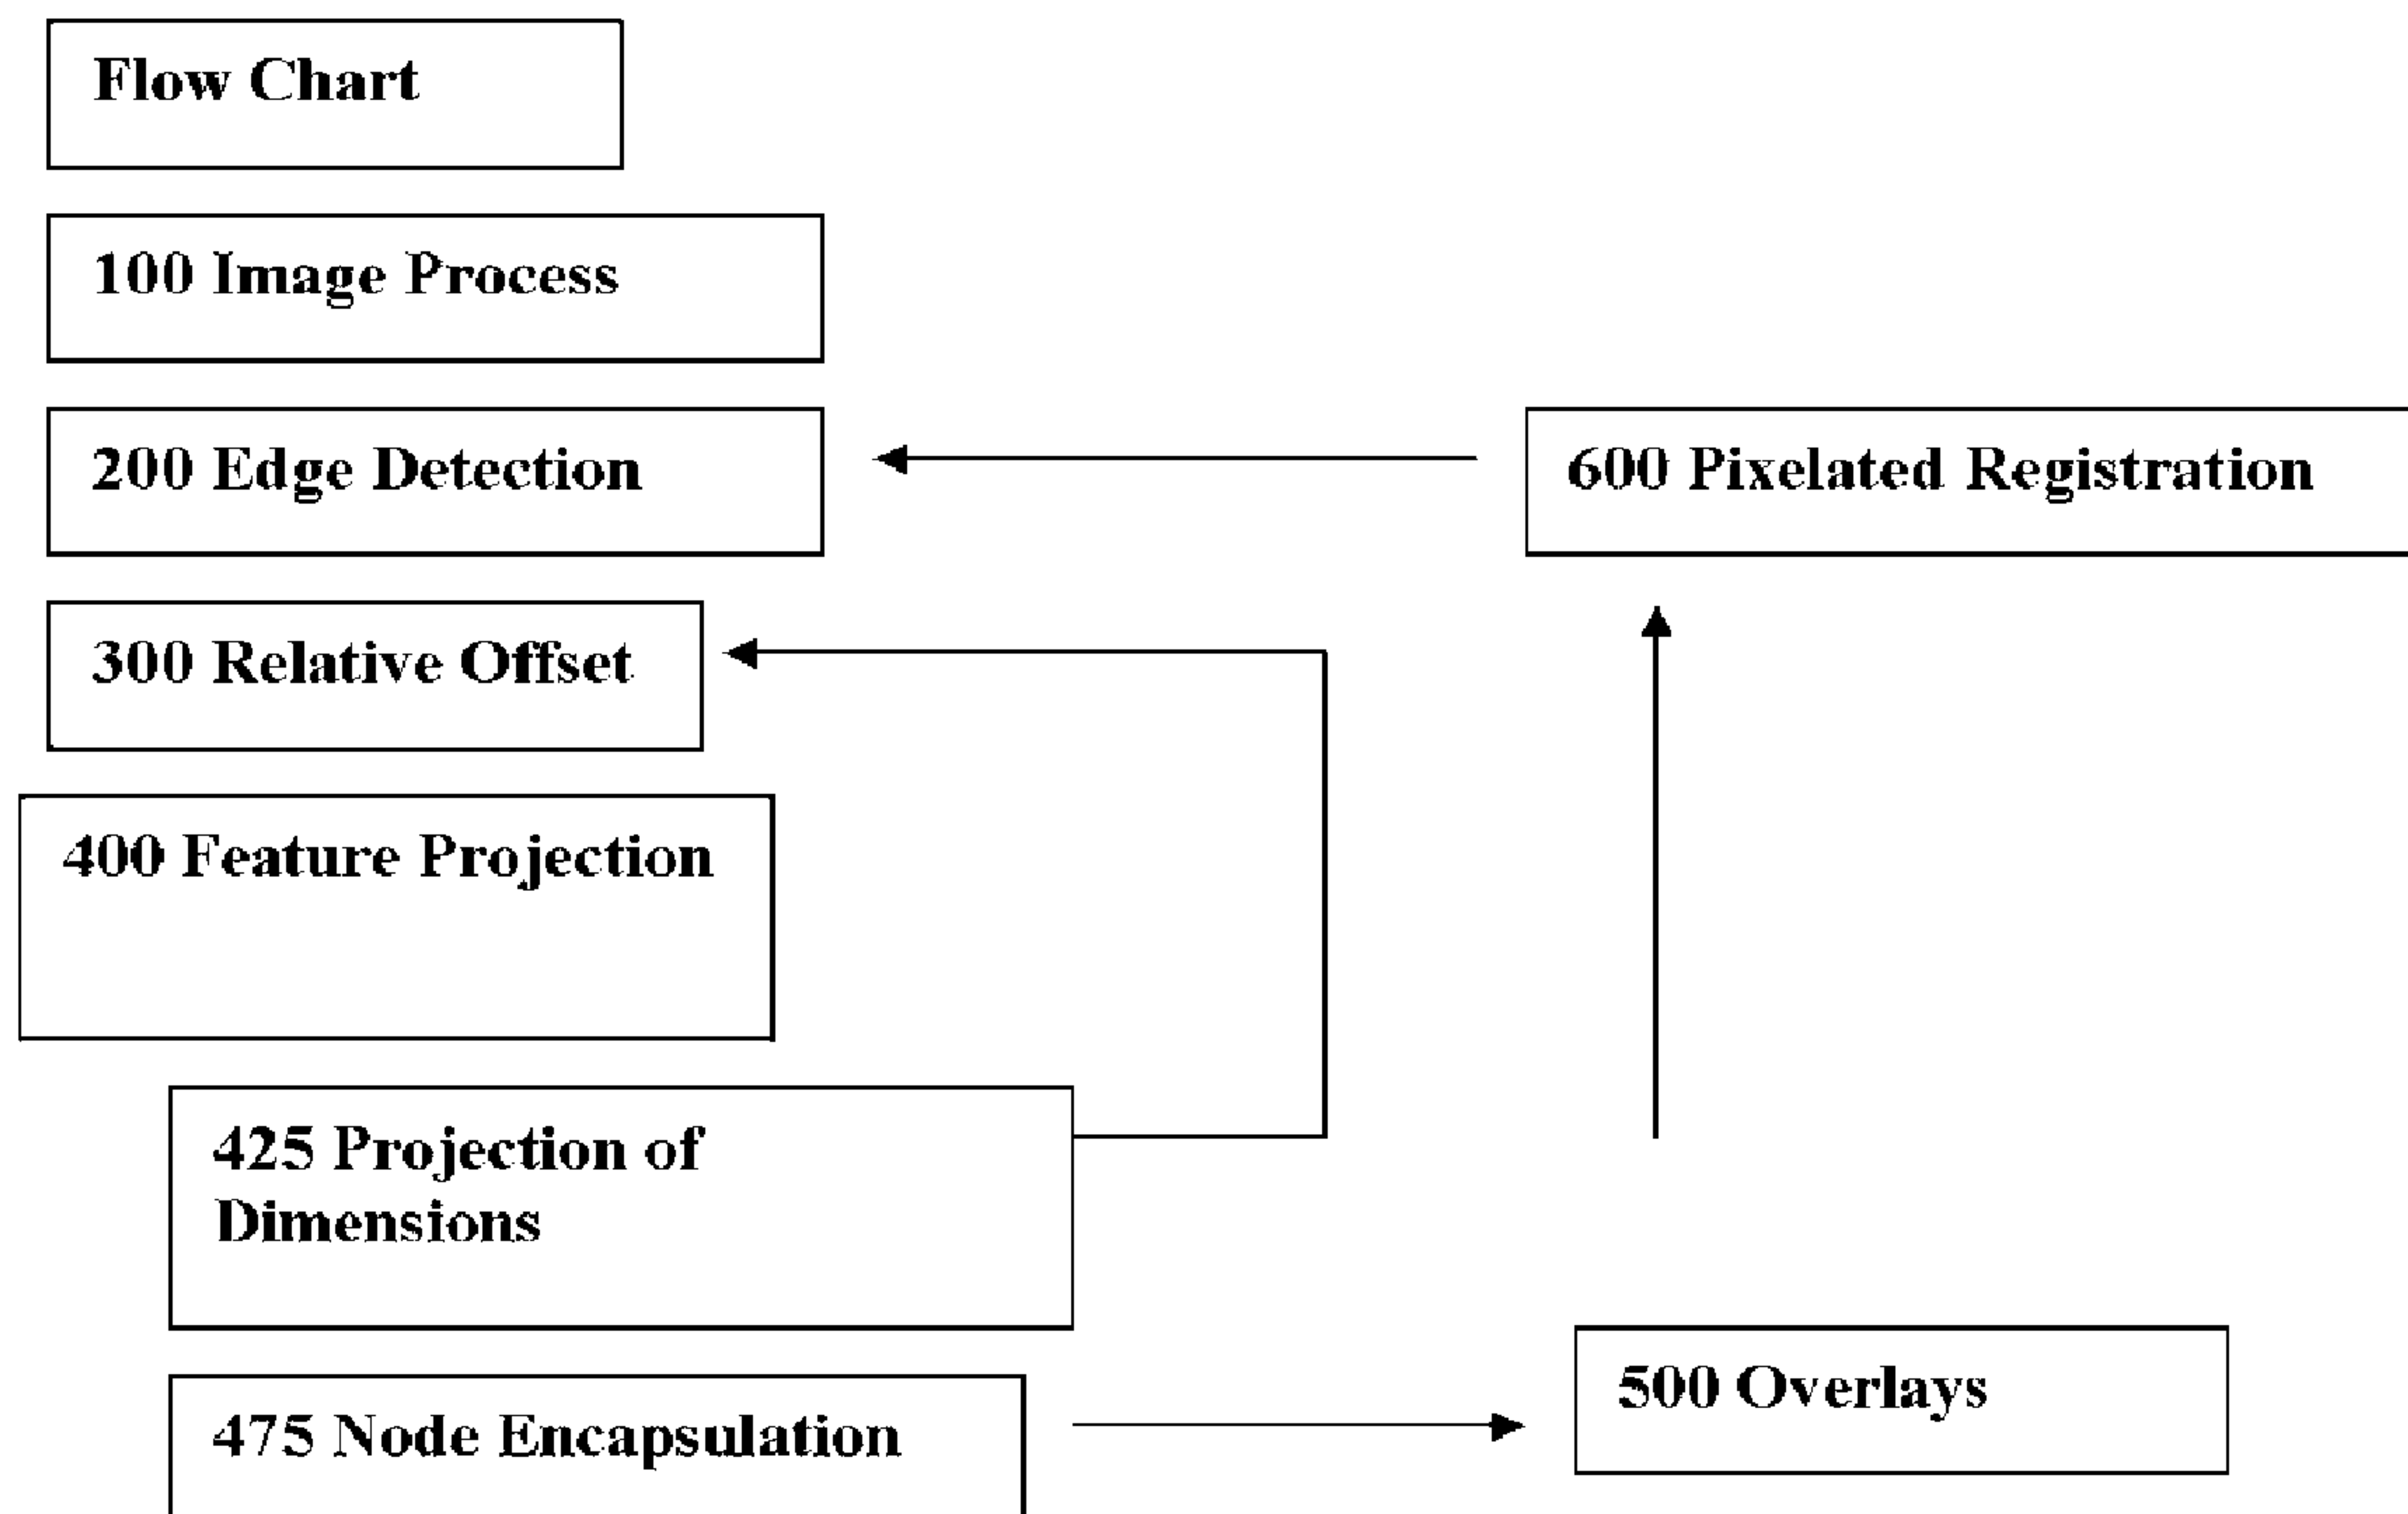 Flow Chart
100 Image Process
200 Edge Detection
600 Pixelated Registration
300 Relative Offset
400 Feature Projection
425 Projection of
Dimensions
500 Overlays
475 Node Encapsulation